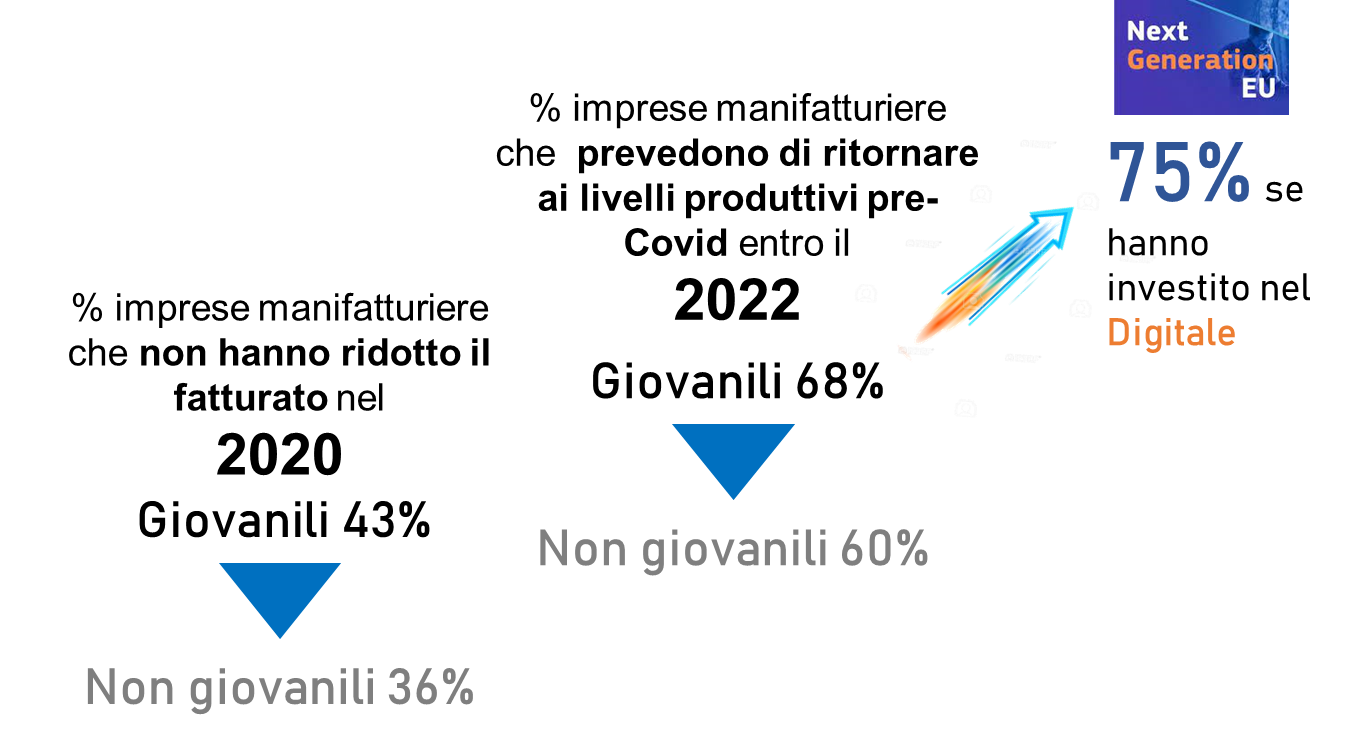 % imprese manifatturiere
che non hanno ridotto il
fatturato nel
2020
Giovanili 43%
Non giovanili 36%
% imprese manifatturiere
che prevedono di ritornare
ai livelli produttivi pre-
Covid entro il
2022
Giovanili 68%
Non giovanili 60%
Next
Generation
EU
75% se
hanno
investito nel
Digitale